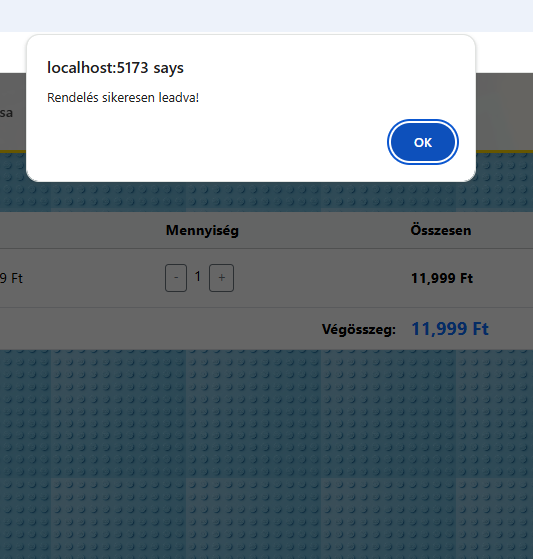 localhost:5173 says
Rendelés sikeresen leadva!
OK
sa
Mennyiség Összesen
9 Ft - 1 + 11,999 Ft
Végösszeg: 11,999 Ft